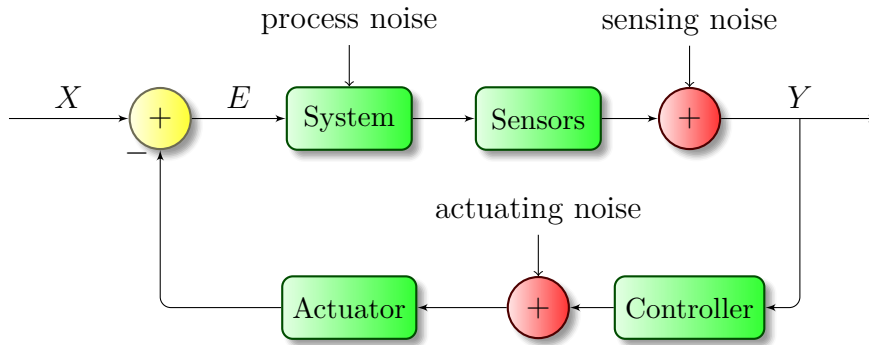 process noise
sensing noise
X
+
E
System
Sensors
+
Y
−
actuating noise
Actuator
+
Controller